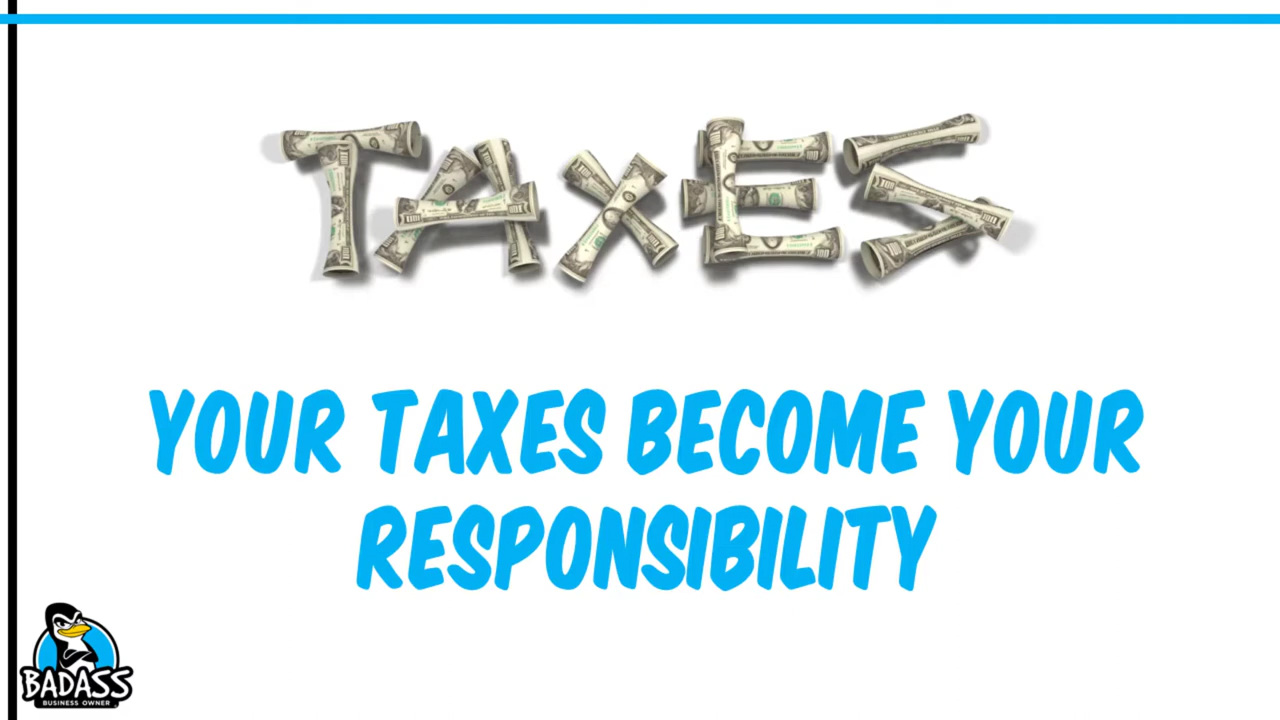 TAXES
YOUR TAXES BECOME YOUR
RESPONSIBILITY
BADASS
BUSINESS OWNER